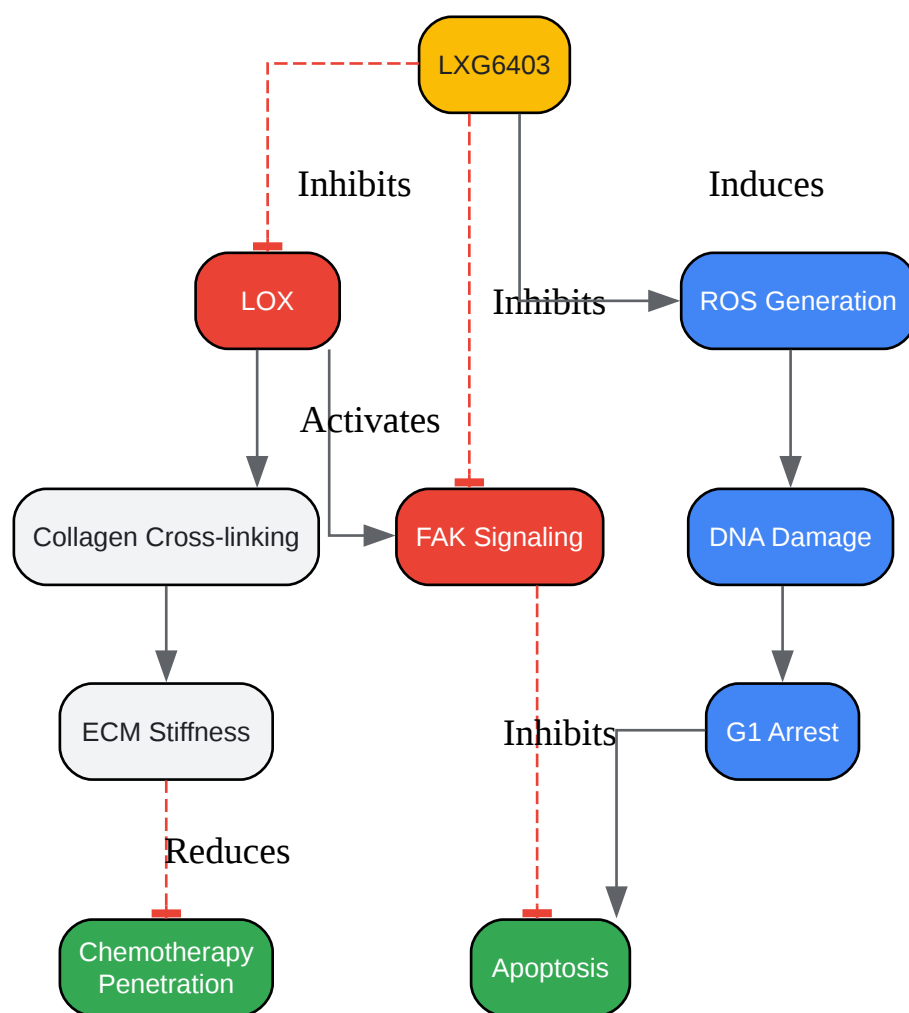 LXG6403
Inhibits
Induces
LOX
Inhibits
ROS Generation
Activates
Collagen Cross-linking
FAK Signaling
DNA Damage
ECM Stiffness
Inhibits
G1 Arrest
Reduces
Chemotherapy
Penetration
Apoptosis